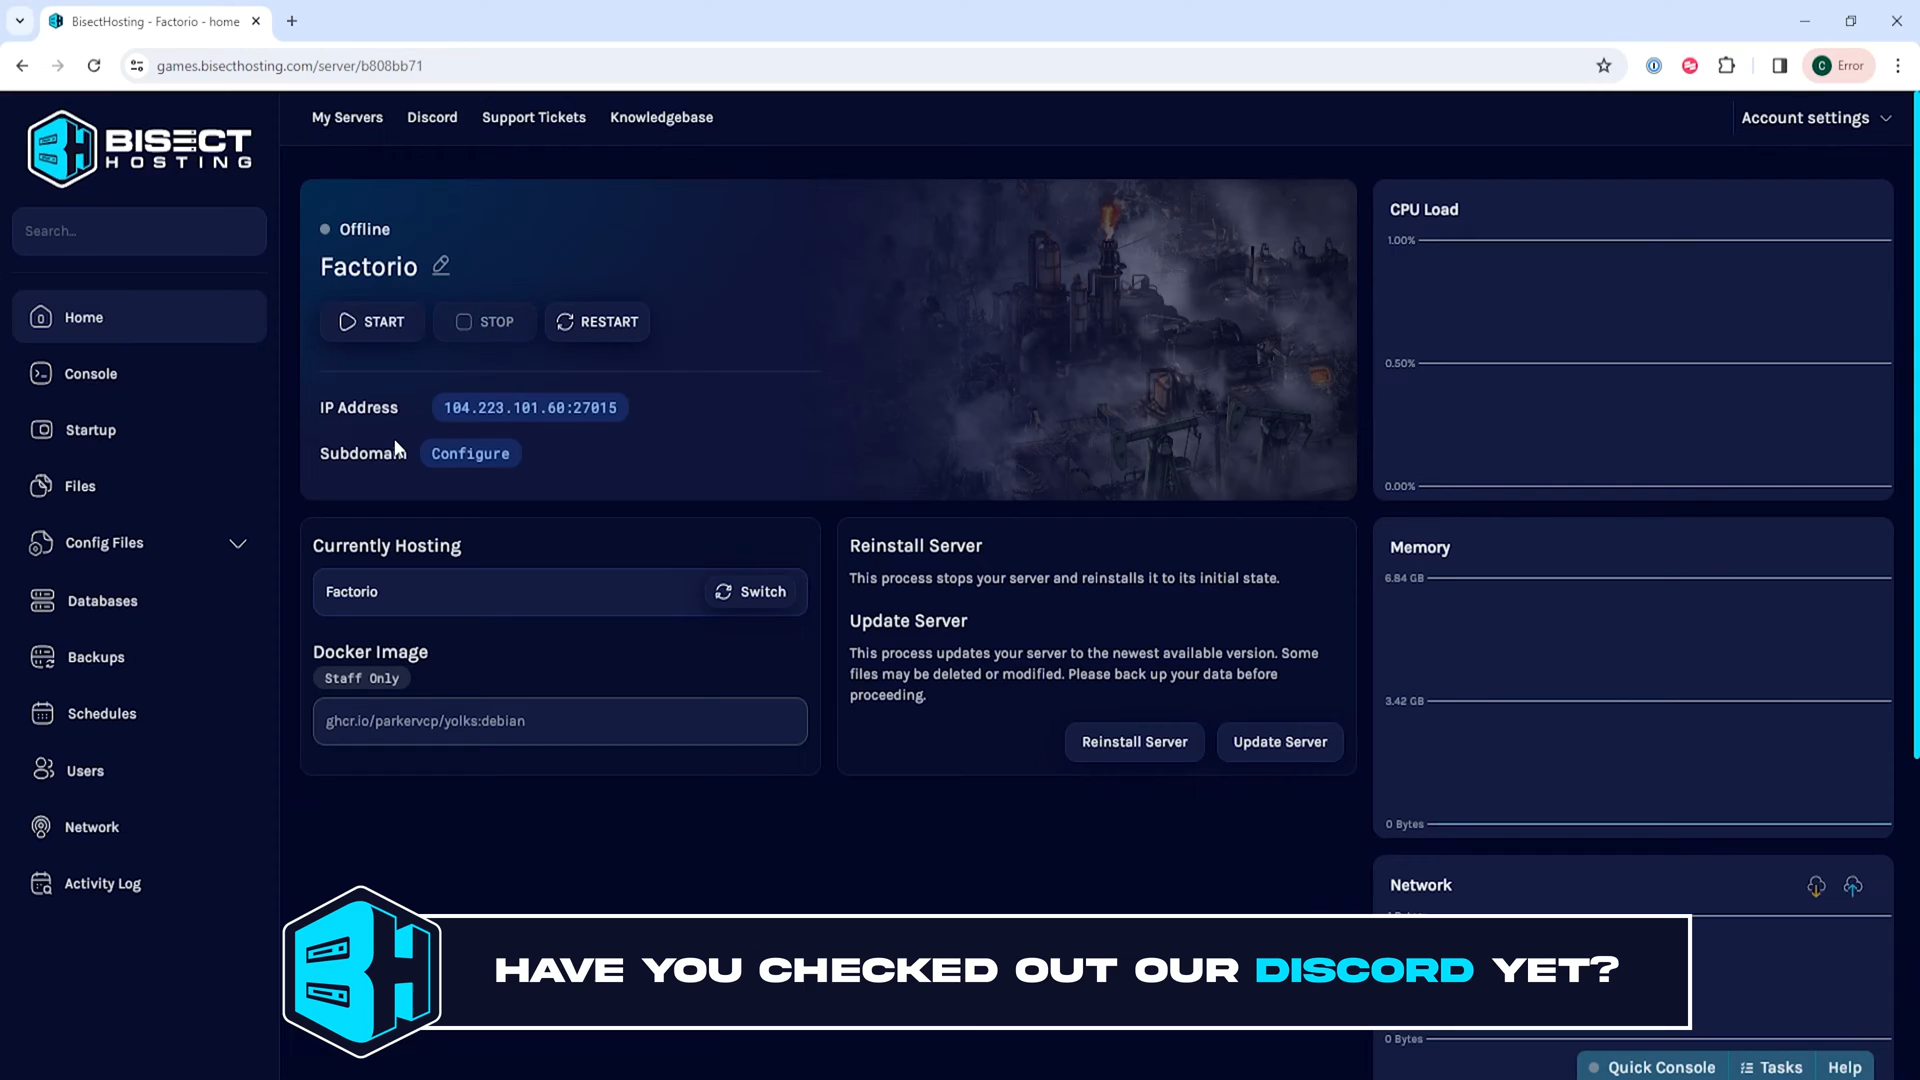 BisectHosting - Factorio - home
games.bisecthosting.com/server/b808bb71
C Error
BISECT
HOSTING
My Servers Discord Support Tickets Knowledgebase
Account settings
Search...
Home
Console
Startup
Files
Config Files
Databases
Backups
Schedules
Users
Network
Activity Log
Offline
Factorio
START STOP RESTART
IP Address 104.223.101.60:27015
Subdomain Configure
Currently Hosting
Factorio Switch
Docker Image
Staff Only
ghcr.io/parkervcp/yolks:debian
Reinstall Server
This process stops your server and reinstalls it to its initial state.
Update Server
This process updates your server to the newest available version. Some
files may be deleted or modified. Please back up your data before
proceeding.
Reinstall Server Update Server
CPU Load
1.00%
0.50%
0.00%
Memory
6.84 GB
3.42 GB
0 Bytes
Network
0 Bytes
HAVE YOU CHECKED OUT OUR DISCORD YET?
Quick Console Tasks Help